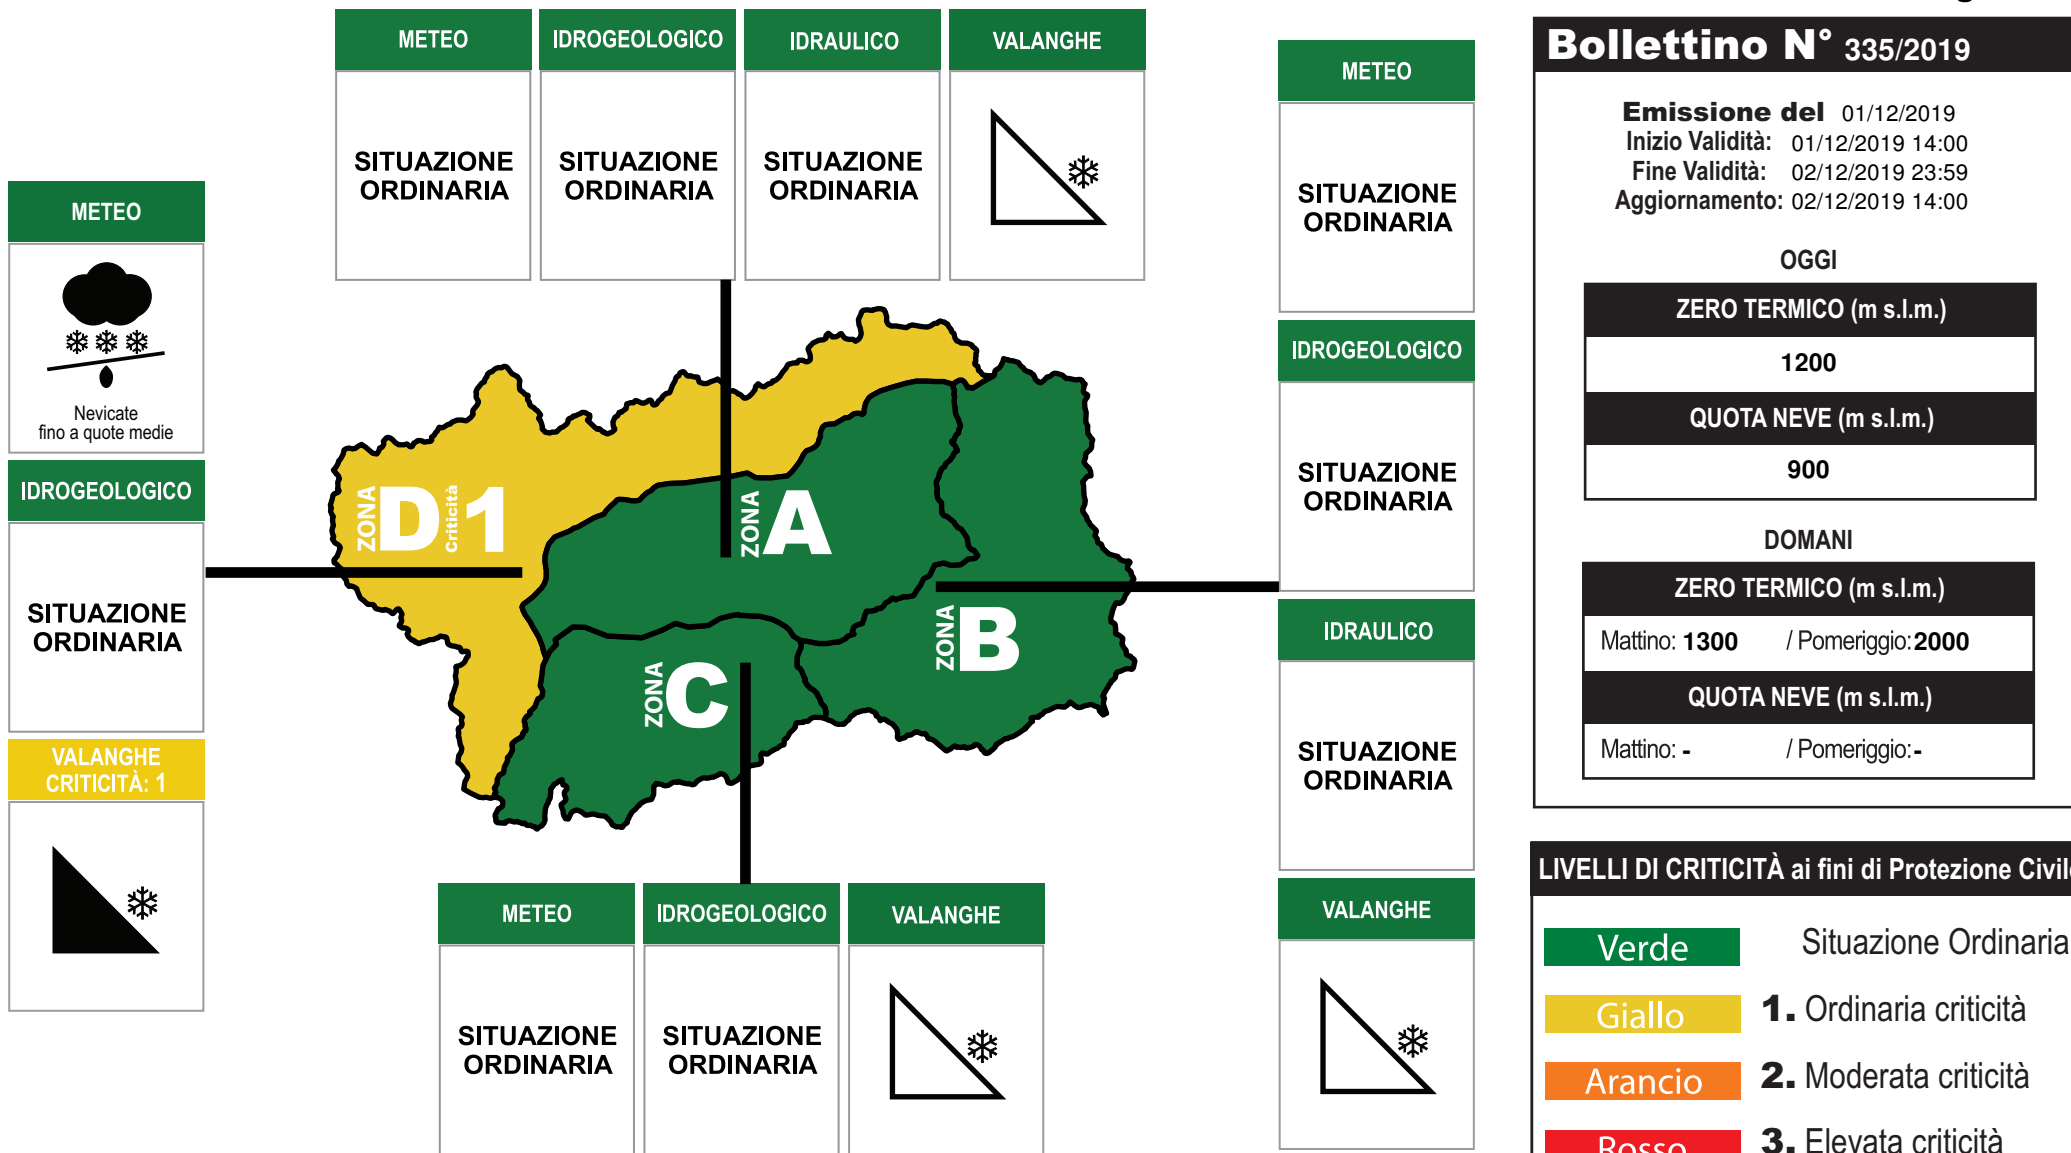 METEO
IDROGEOLOGICO
IDRAULICO
VALANGHE
SITUAZIONE
ORDINARIA
SITUAZIONE
ORDINARIA
SITUAZIONE
ORDINARIA
METEO
Nevicate
fino a quote medie
IDROGEOLOGICO
SITUAZIONE
ORDINARIA
VALANGHE
CRITICITÀ: 1
ZONA D Criticità 1
ZONA A
ZONA B
ZONA C
METEO
IDROGEOLOGICO
VALANGHE
SITUAZIONE
ORDINARIA
SITUAZIONE
ORDINARIA
METEO
SITUAZIONE
ORDINARIA
IDROGEOLOGICO
SITUAZIONE
ORDINARIA
IDRAULICO
SITUAZIONE
ORDINARIA
VALANGHE
Bollettino N° 335/2019
Emissione del 01/12/2019
Inizio Validità: 01/12/2019 14:00
Fine Validità: 02/12/2019 23:59
Aggiornamento: 02/12/2019 14:00
OGGI
ZERO TERMICO (m s.l.m.)
1200
QUOTA NEVE (m s.l.m.)
900
DOMANI
ZERO TERMICO (m s.l.m.)
Mattino: 1300 / Pomeriggio: 2000
QUOTA NEVE (m s.l.m.)
Mattino: - / Pomeriggio: -
LIVELLI DI CRITICITÀ ai fini di Protezione Civile
Verde Situazione Ordinaria
Giallo 1. Ordinaria criticità
Arancio 2. Moderata criticità
Rosso 3. Elevata criticità